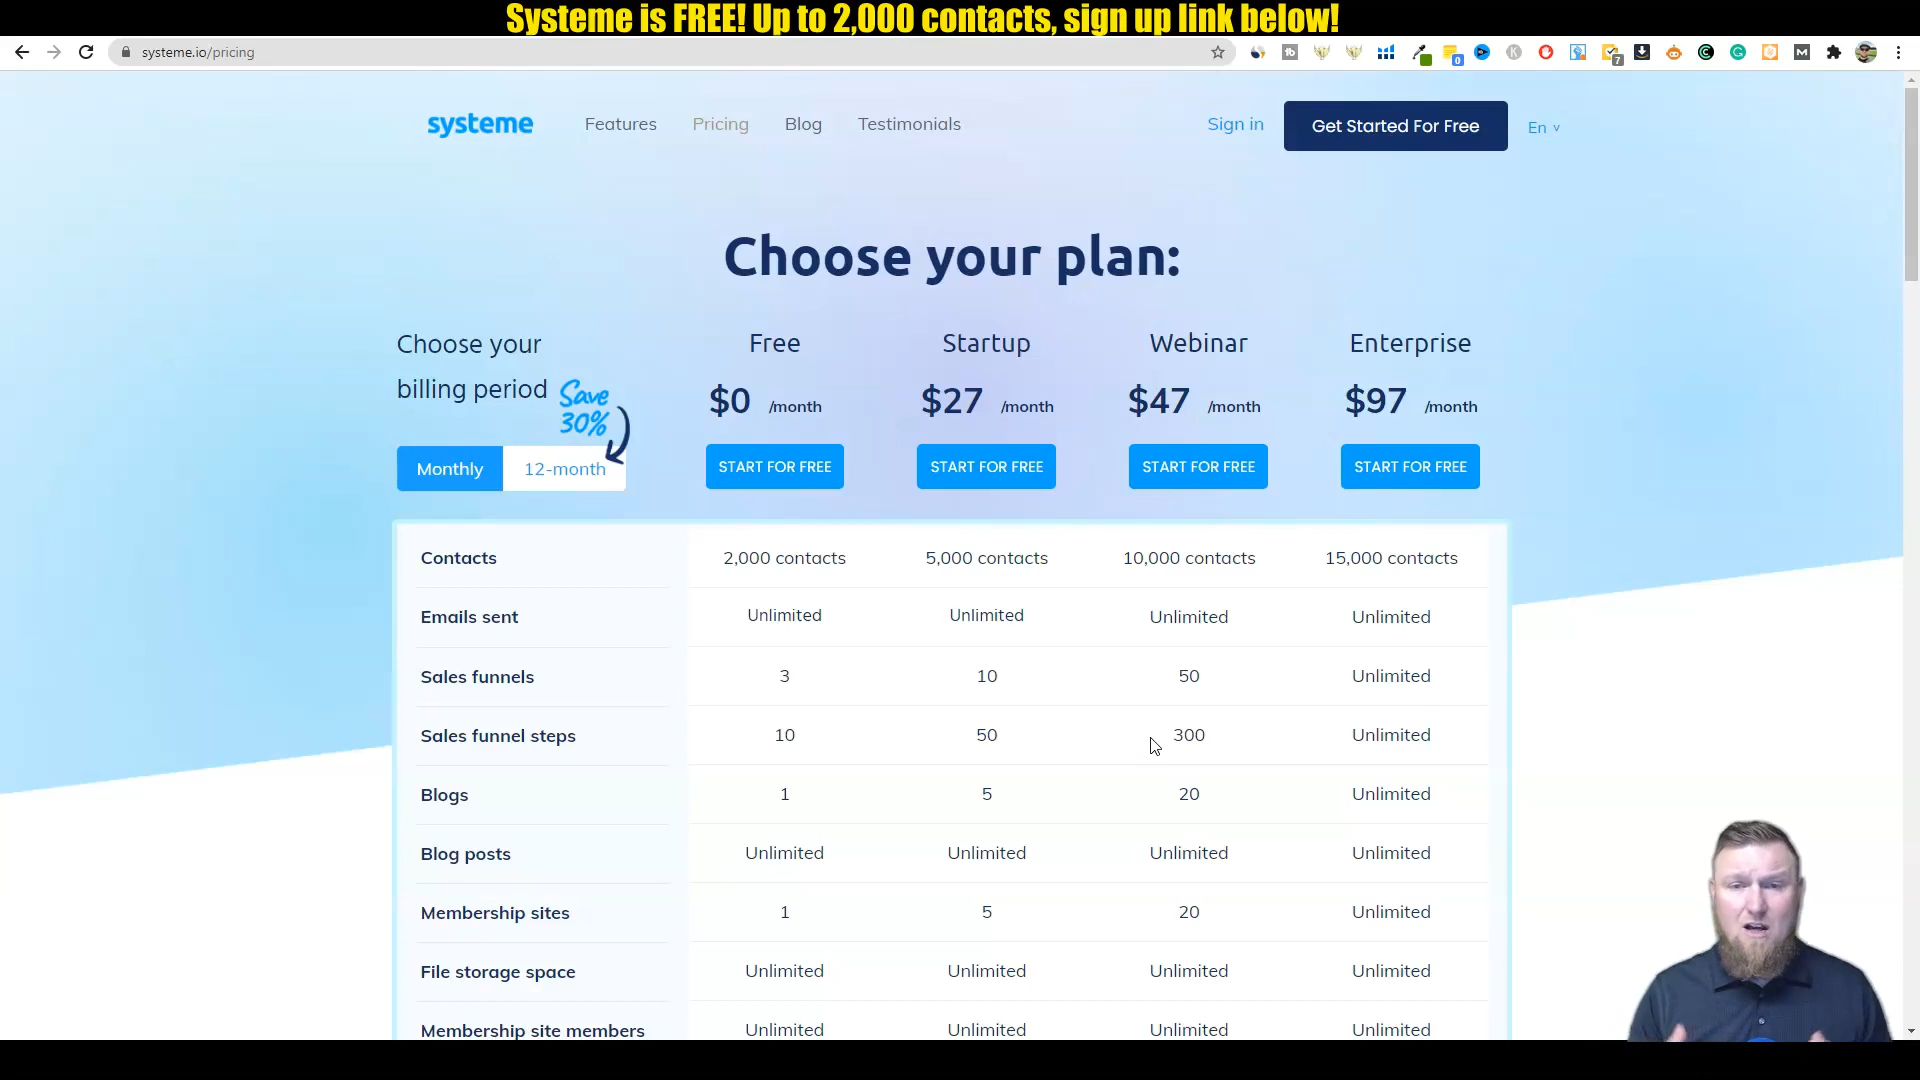 Systeme is FREE! Up to 2,000 contacts, sign up link below!
systeme.io/pricing
0
7
systeme
Features
Pricing
Blog
Testimonials
Sign in
Get Started For Free
En
Choose your plan:
Choose your
billing period
Save
30%
Monthly
12-month
Free
Startup
Webinar
Enterprise
$0 /month
$27 /month
$47 /month
$97 /month
START FOR FREE
START FOR FREE
START FOR FREE
START FOR FREE
Contacts 2,000 contacts 5,000 contacts 10,000 contacts 15,000 contacts
Emails sent Unlimited Unlimited Unlimited Unlimited
Sales funnels 3 10 50 Unlimited
Sales funnel steps 10 50 300 Unlimited
Blogs 1 5 20 Unlimited
Blog posts Unlimited Unlimited Unlimited Unlimited
Membership sites 1 5 20 Unlimited
File storage space Unlimited Unlimited Unlimited Unlimited
Membership site members Unlimited Unlimited Unlimited Unlimited